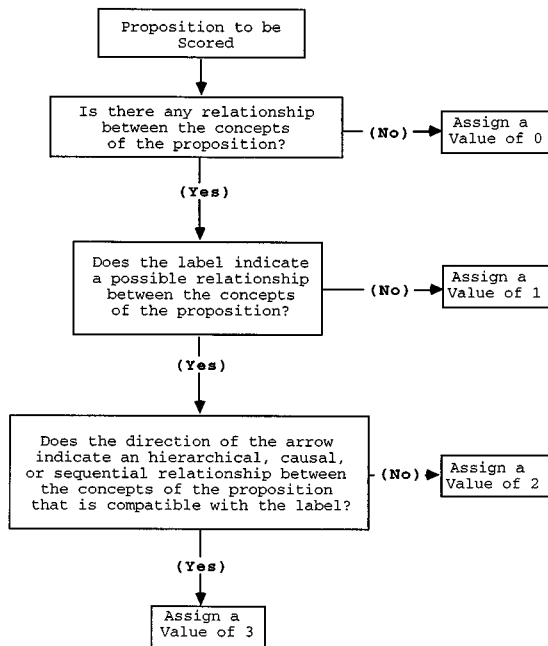 Proposition to be
Scored
Is there any relationship
between the concepts
of the proposition?
(No)
Assign a
Value of 0
(Yes)
Does the label indicate
a possible relationship
between the concepts
of the proposition?
(No)
Assign a
Value of 1
(Yes)
Does the direction of the arrow
indicate an hierarchical, causal,
or sequential relationship between
the concepts of the proposition
that is compatible with the label?
(No)
Assign a
Value of 2
(Yes)
Assign a
Value of 3